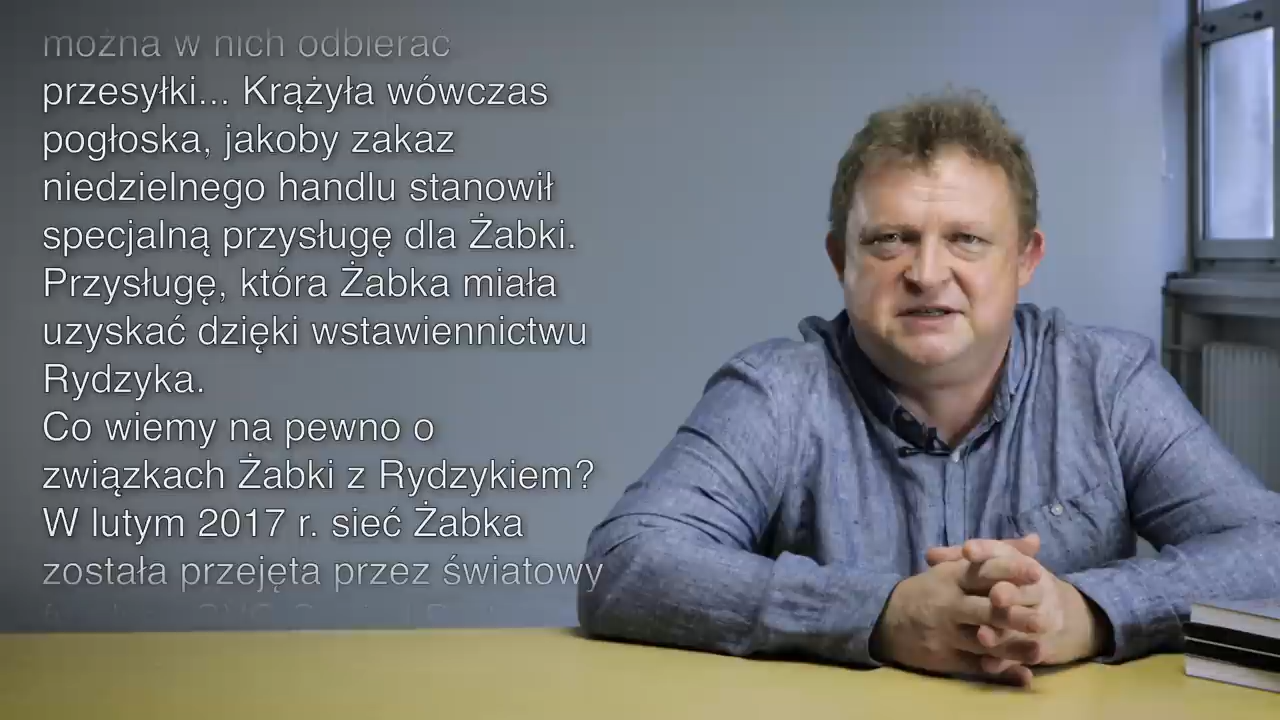 można w nich odbierać
przesyłki... Krążyła wówczas
pogłoska, jakoby zakaz
niedzielnego handlu stanowił
specjalną przysługę dla Żabki.
Przysługę, która Żabka miała
uzyskać dzięki wstawiennictwu
Rydzyka.
Co wiemy na pewno o
związkach Żabki z Rydzykiem?
W lutym 2017 r. sieć Żabka
została przejęta przez światowy